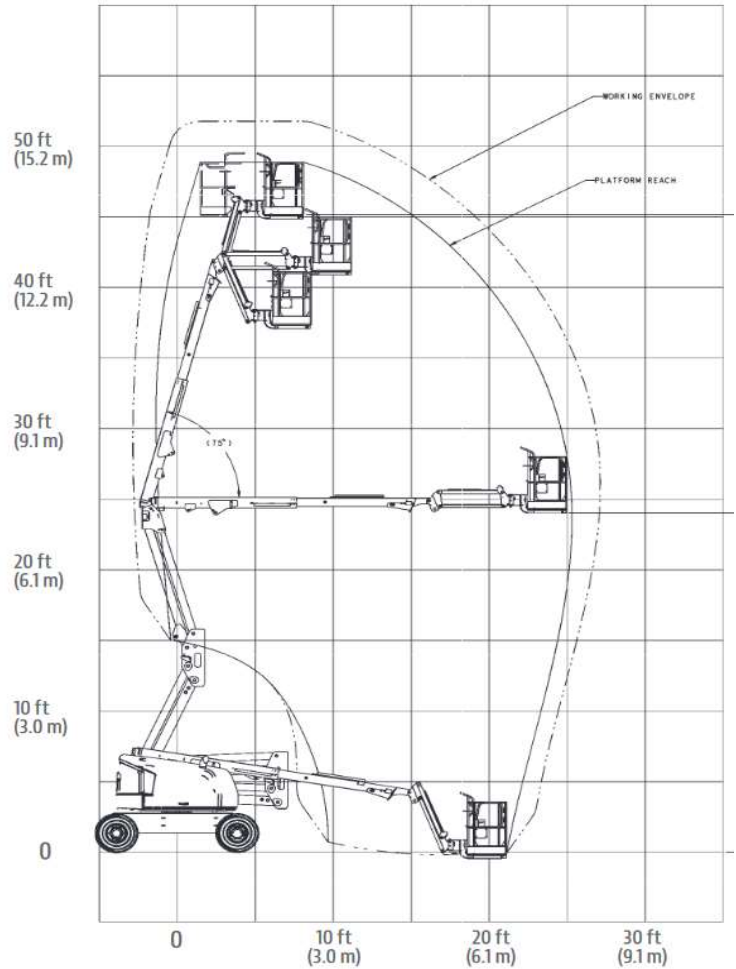 WORKING ENVELOPE
50 ft
(15.2 m)
PLATFORM REACH
40 ft
(12.2 m)
30 ft
(9.1 m)
(75°)
20 ft
(6.1 m)
10 ft
(3.0 m)
0
0
10 ft
(3.0 m)
20 ft
(6.1 m)
30 ft
(9.1 m)